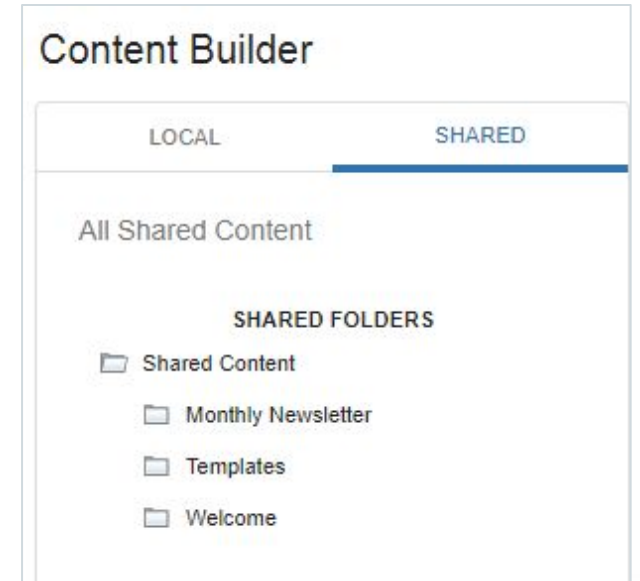 Content Builder
LOCAL SHARED
All Shared Content
SHARED FOLDERS
Shared Content
Monthly Newsletter
Templates
Welcome